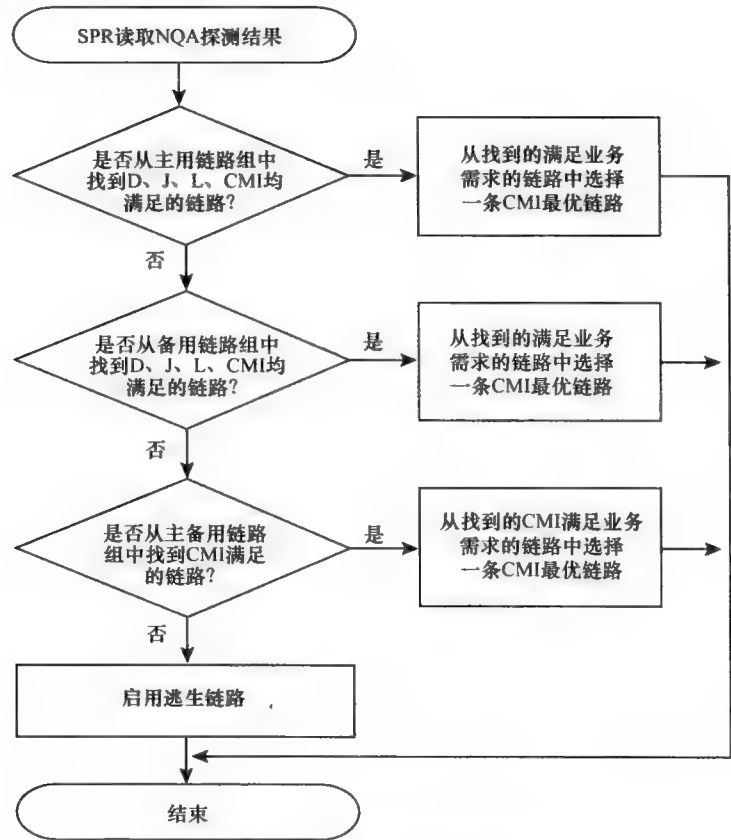 SPR读取NQA探测结果
是否从主用链路组中
找到D、J、L、CMI均
满足的链路？
是
从找到的满足业务
需求的链路中选择
一条CMI最优链路
否
是否从备用链路组中
找到D、J、L、CMI均
满足的链路？
是
从找到的满足业务
需求的链路中选择
一条CMI最优链路
否
是否从主备用链路
组中找到CMI满足
的链路？
是
从找到的CMI满足业务
需求的链路中选择
一条CMI最优链路
否
启用逃生链路
结束